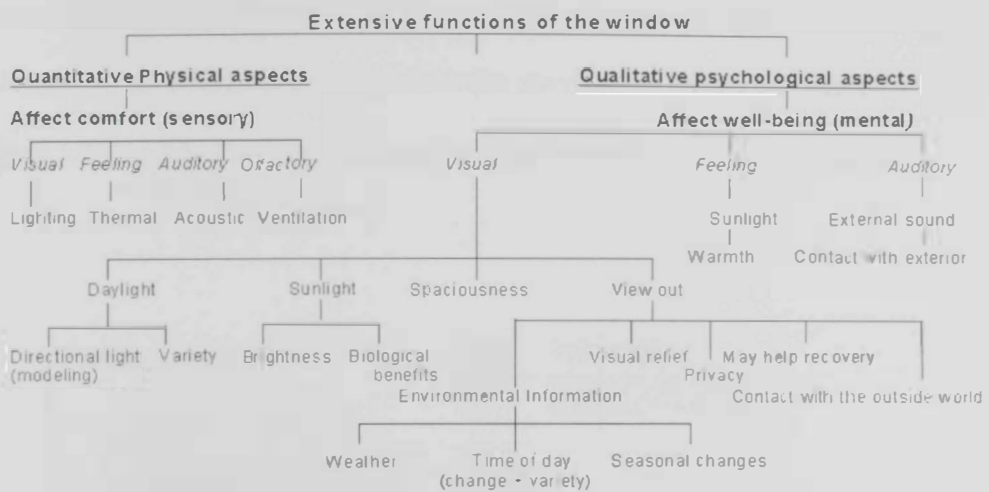 Extensive functions of the window
Quantitative Physical aspects
Qualitative psychological aspects
Affect comfort (sensory)
Affect well-being (mental)
Visual Feeling Auditory Olfactory
Visual
Feeling
Auditory
Lighting Thermal Acoustic Ventilation
Sunlight
External sound
Warmth
Contact with exterior
Daylight
Sunlight
Spaciousness
View out
Directional light
(modeling)
Variety
Brightness
Biological
benefits
Visual relief
Privacy
May help recovery
Environmental Information
Contact with the outside world
Weather
Time of day
(change - variety)
Seasonal changes